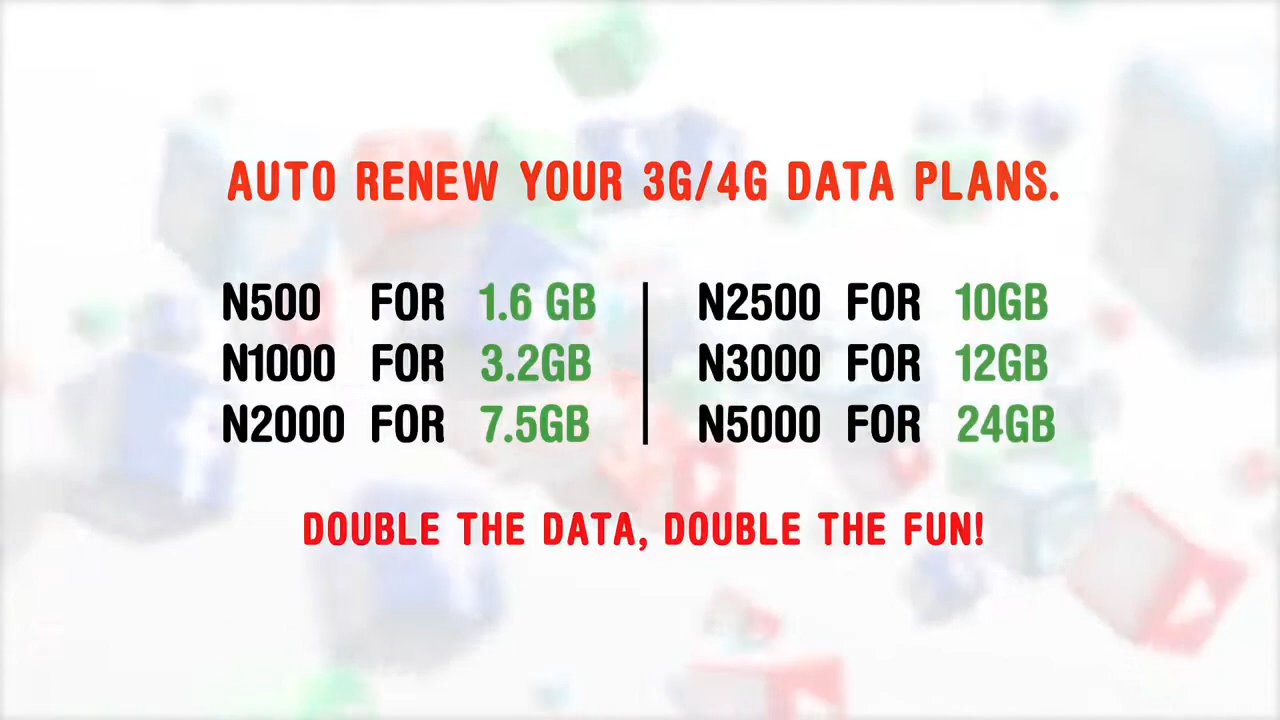 AUTO RENEW YOUR 3G/4G DATA PLANS.
N500 FOR 1.6 GB
N1000 FOR 3.2GB
N2000 FOR 7.5GB
N2500 FOR 10GB
N3000 FOR 12GB
N5000 FOR 24GB
DOUBLE THE DATA, DOUBLE THE FUN!